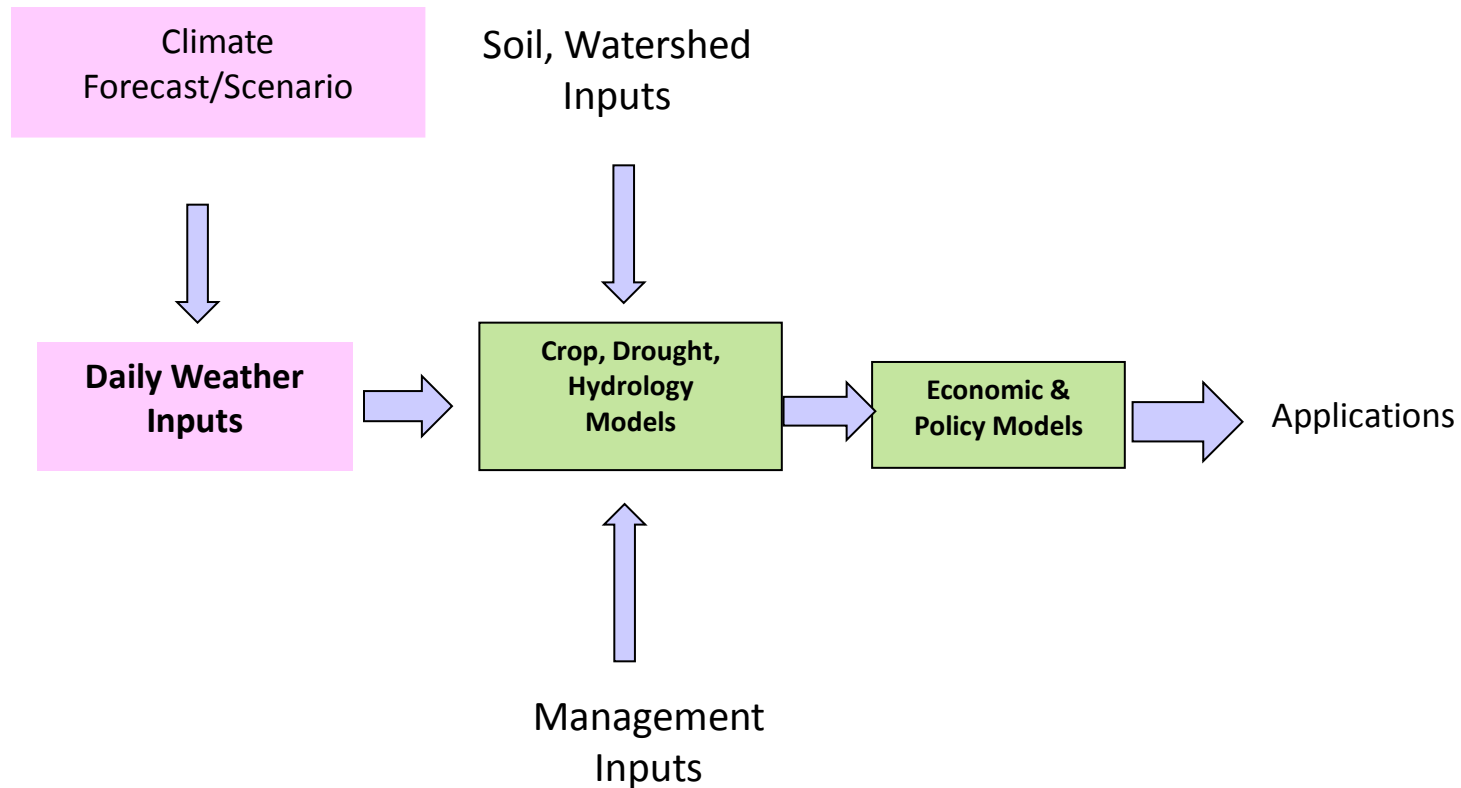 Climate
Forecast/Scenario
Soil, Watershed
Inputs
Daily Weather
Inputs
Crop, Drought,
Hydrology
Models
Economic &
Policy Models
Applications
Management
Inputs